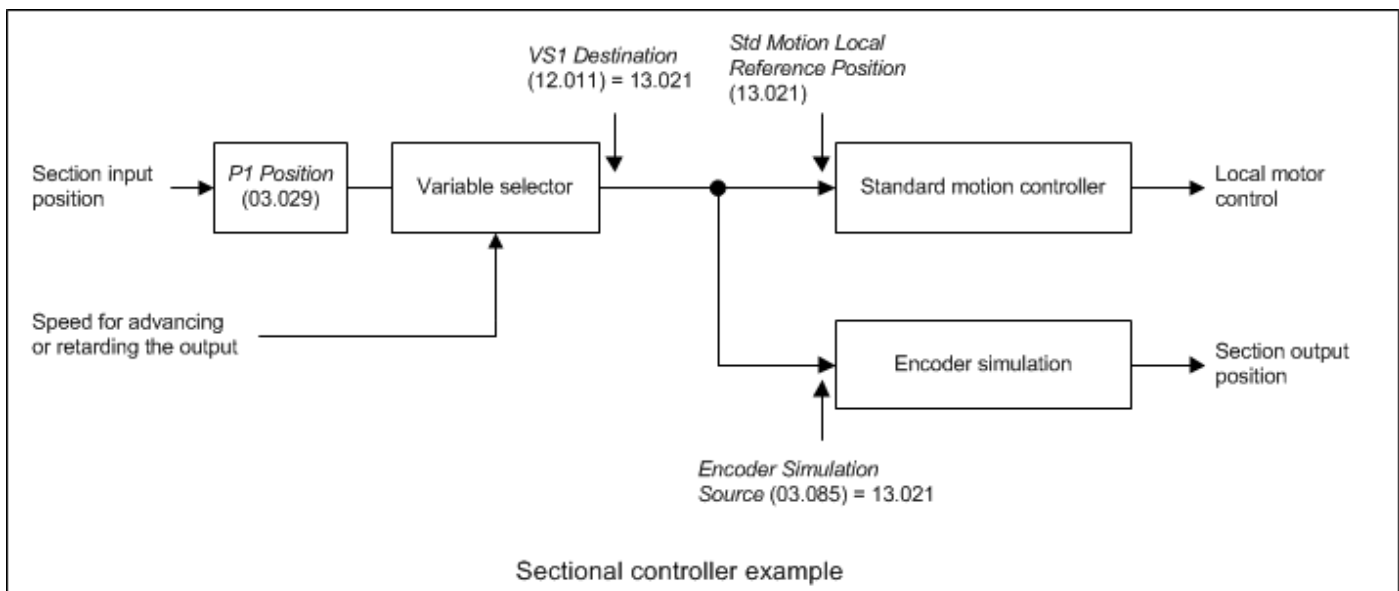 VS1 Destination
(12.011) = 13.021
Std Motion Local
Reference Position
(13.021)
Section input
position
P1 Position
(03.029)
Variable selector
Standard motion controller
Local motor
control
Speed for advancing
or retarding the output
Encoder simulation
Section output
position
Encoder Simulation
Source (03.085) = 13.021
Sectional controller example